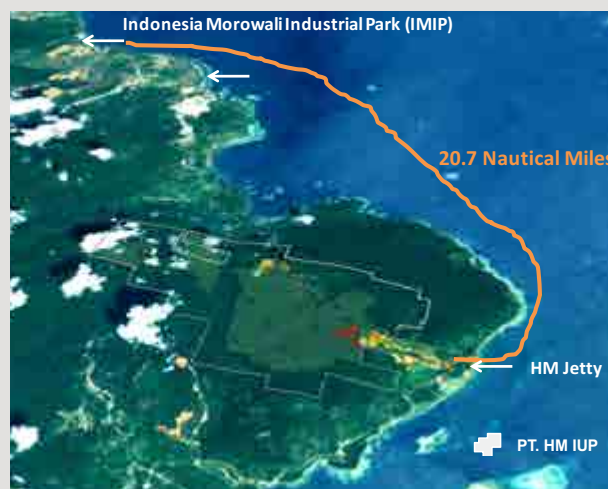 Indonesia Morowali Industrial Park (IMIP)
20.7 Nautical Miles
HM Jetty
PT. HM IUP